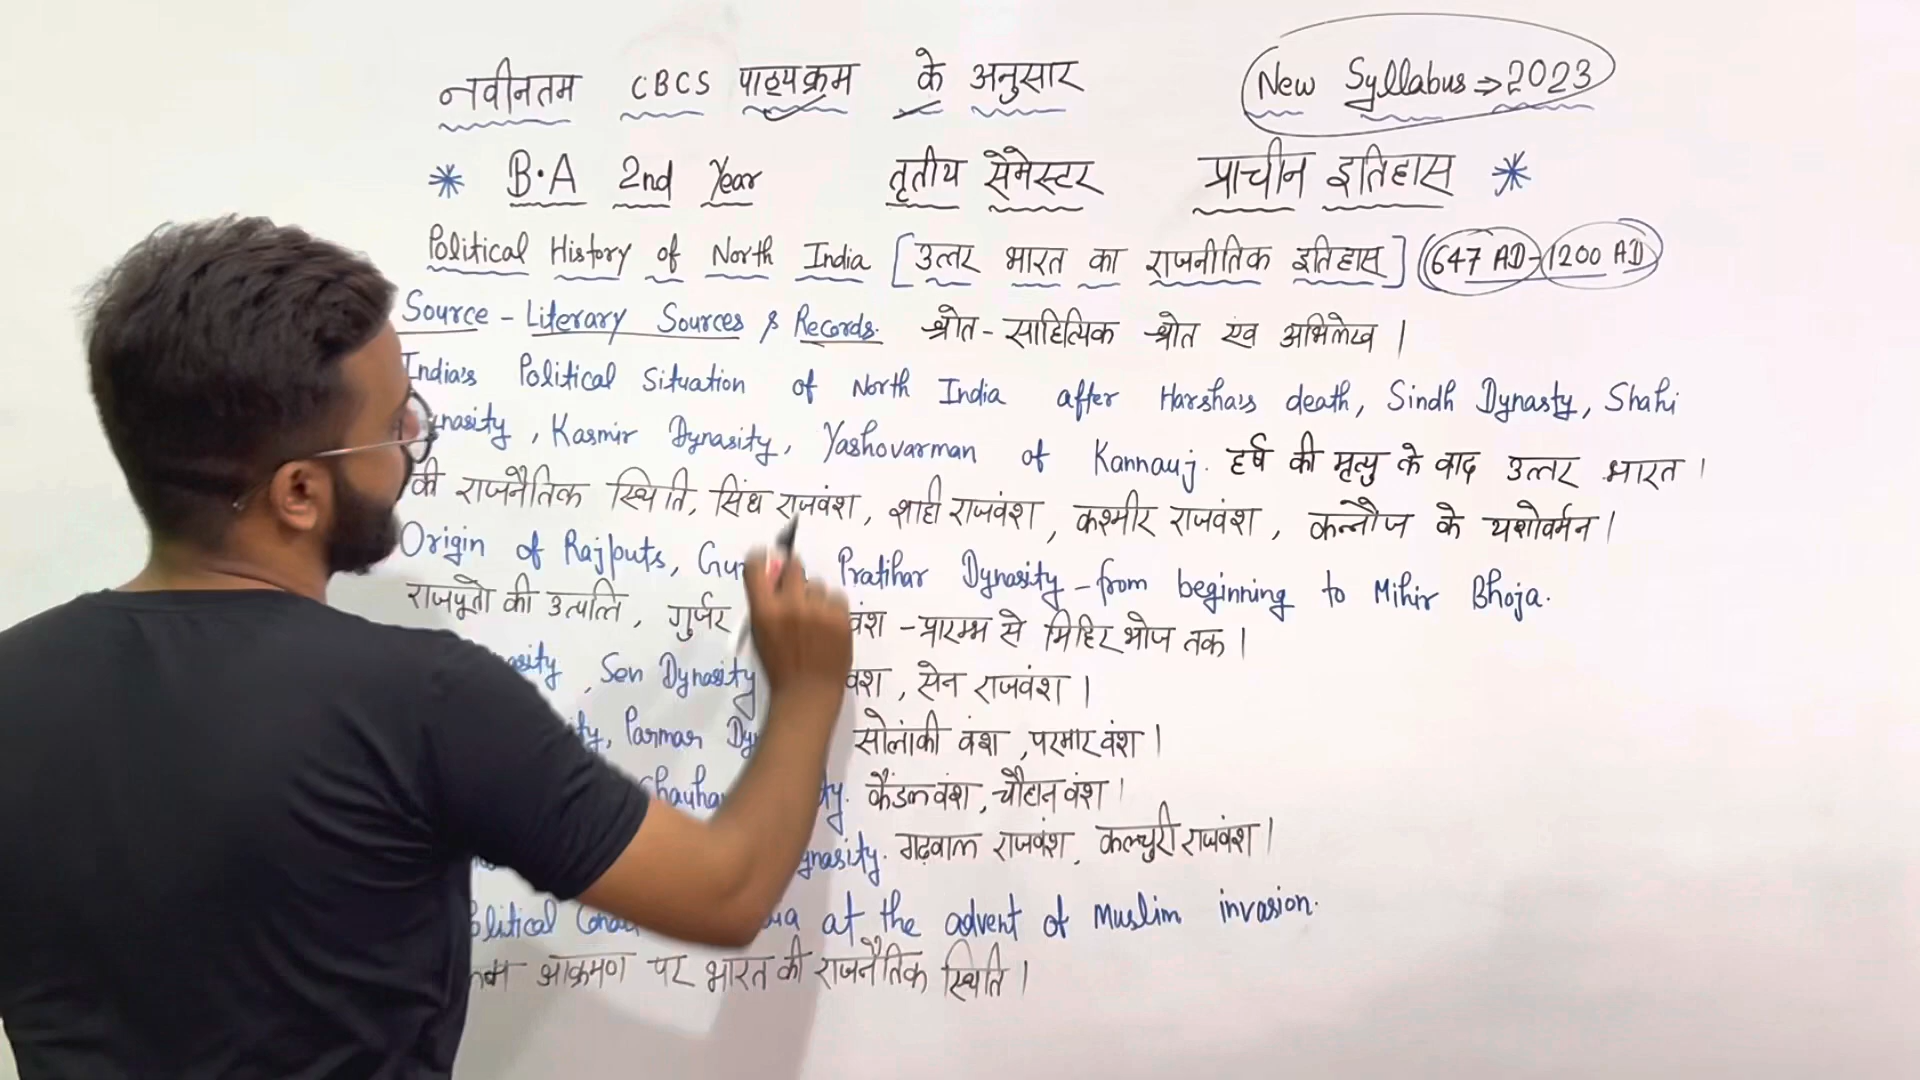 नवीनतम CBCS पाठ्यक्रम के अनुसार New Syllabus ⇒ 2023
* B.A 2nd Year तृतीय सेमेस्टर प्राचीन इतिहास *
Political History of North India [उत्तर भारत का राजनीतिक इतिहास] (647 AD-1200 AD)
Source - Literary Sources & Records. श्रोत - साहित्यिक श्रोत एंव अभिलेख ।
India's Political Situation of North India after Harsha's death, Sindh Dynasty, Shahi
, Kasmir Dynasity, Yashovarman of Kannauj. हर्ष की मृत्यु के बाद उत्तर भारत ।
की राजनैतिक स्थिति, सिंध राजवंश, शाही राजवंश, कश्मीर राजवंश, कन्नौज के यशोवर्मन ।
Origin of Rajputs, Pratihar Dynasity - from beginning to Mihir Bhoja.
राजपूतो की उत्पत्ति, गुर्जर वंश - प्रारम्भ से मिहिर भोज तक ।
, Sen Dynasity वंश, सेन राजवंश ।
, Parmar सोलांकी वंश, परमार वंश ।
कैंडल वंश, चौहान वंश ।
गढ़वाल राजवंश, कल्चुरी राजवंश ।
at the advent of Muslim invasion.
आक्रमण पर भारत की राजनैतिक स्थिति ।